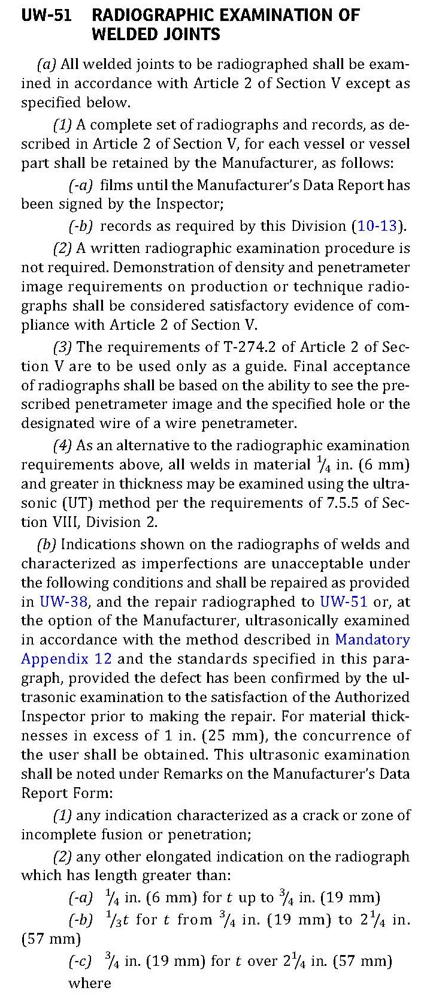 UW-51 RADIOGRAPHIC EXAMINATION OF
WELDED JOINTS
(a) All welded joints to be radiographed shall be exam-
ined in accordance with Article 2 of Section V except as
specified below.
(1) A complete set of radiographs and records, as de-
scribed in Article 2 of Section V, for each vessel or vessel
part shall be retained by the Manufacturer, as follows:
(-a) films until the Manufacturer's Data Report has
been signed by the Inspector;
(-b) records as required by this Division (10-13).
(2) A written radiographic examination procedure is
not required. Demonstration of density and penetrameter
image requirements on production or technique radio-
graphs shall be considered satisfactory evidence of com-
pliance with Article 2 of Section V.
(3) The requirements of T-274.2 of Article 2 of Sec-
tion V are to be used only as a guide. Final acceptance
of radiographs shall be based on the ability to see the pre-
scribed penetrameter image and the specified hole or the
designated wire of a wire penetrameter.
(4) As an alternative to the radiographic examination
requirements above, all welds in material 1/4 in. (6 mm)
and greater in thickness may be examined using the ultra-
sonic (UT) method per the requirements of 7.5.5 of Sec-
tion VIII, Division 2.
(b) Indications shown on the radiographs of welds and
characterized as imperfections are unacceptable under
the following conditions and shall be repaired as provided
in UW-38, and the repair radiographed to UW-51 or, at
the option of the Manufacturer, ultrasonically examined
in accordance with the method described in Mandatory
Appendix 12 and the standards specified in this para-
graph, provided the defect has been confirmed by the ul-
trasonic examination to the satisfaction of the Authorized
Inspector prior to making the repair. For material thick-
nesses in excess of 1 in. (25 mm), the concurrence of
the user shall be obtained. This ultrasonic examination
shall be noted under Remarks on the Manufacturer's Data
Report Form:
(1) any indication characterized as a crack or zone of
incomplete fusion or penetration;
(2) any other elongated indication on the radiograph
which has length greater than:
(-a) 1/4 in. (6 mm) for t up to 3/4 in. (19 mm)
(-b) 1/3t for t from 3/4 in. (19 mm) to 2 1/4 in.
(57 mm)
(-c) 3/4 in. (19 mm) for t over 2 1/4 in. (57 mm)
where